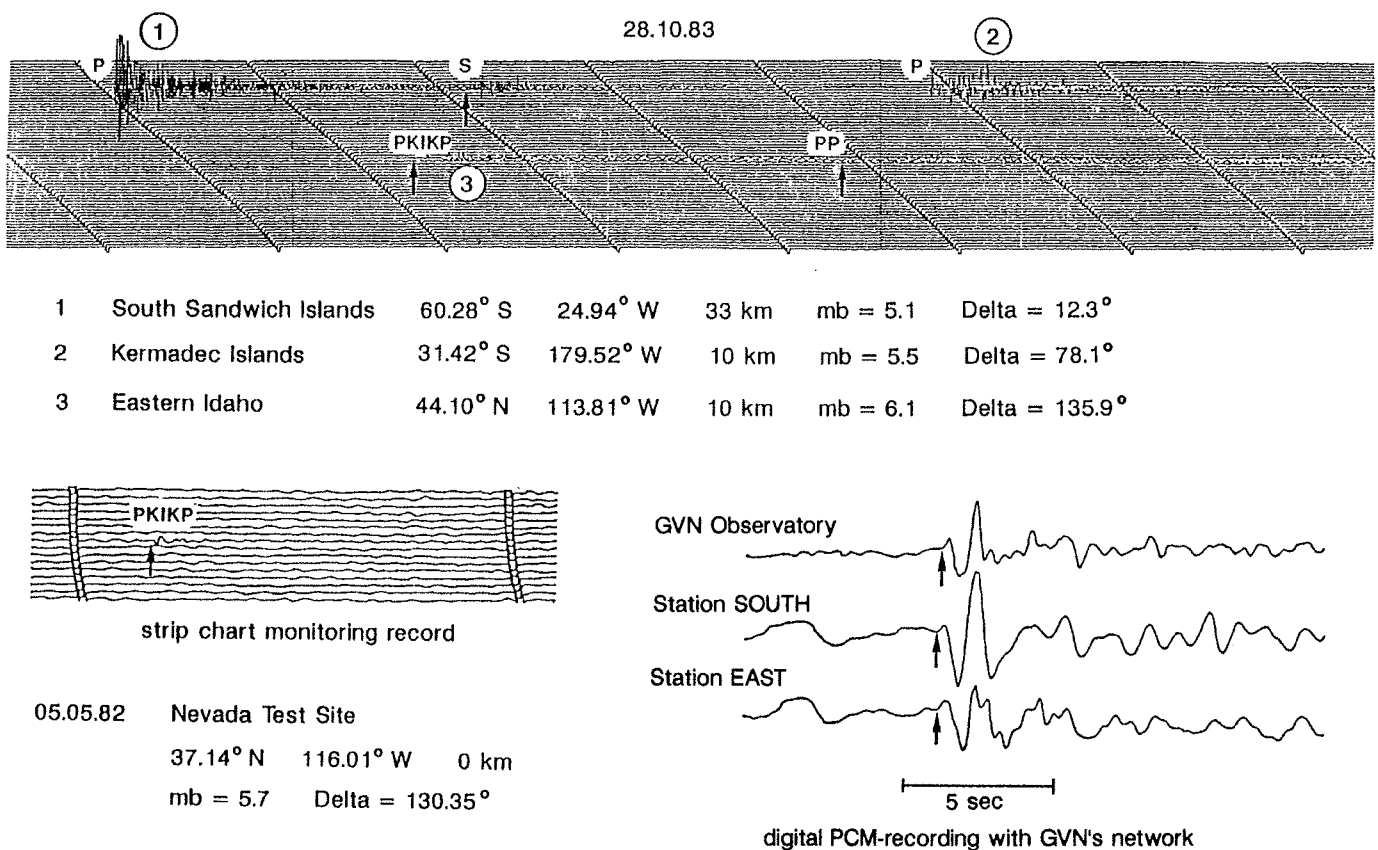 28.10.83
1
2
P
S
P
PKIKP
PP
3
1 South Sandwich Islands 60.28° S 24.94° W 33 km mb = 5.1 Delta = 12.3°
2 Kermadec Islands 31.42° S 179.52° W 10 km mb = 5.5 Delta = 78.1°
3 Eastern Idaho 44.10° N 113.81° W 10 km mb = 6.1 Delta = 135.9°
PKIKP
strip chart monitoring record
05.05.82 Nevada Test Site
37.14° N 116.01° W 0 km
mb = 5.7 Delta = 130.35°
GVN Observatory
Station SOUTH
Station EAST
5 sec
digital PCM-recording with GVN's network